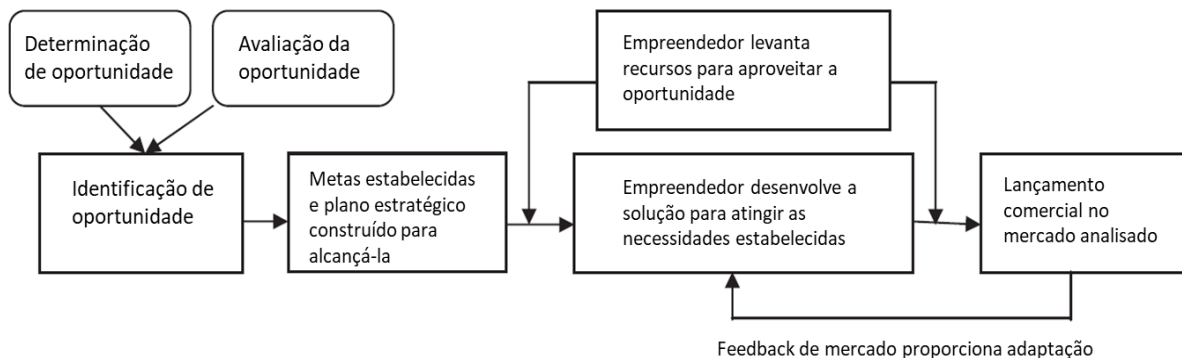 Determinação
de oportunidade
Avaliação da
oportunidade
Empreendedor levanta
recursos para aproveitar a
oportunidade
Identificação de
oportunidade
Metas estabelecidas
e plano estratégico
construído para
alcançá-la
Empreendedor desenvolve a
solução para atingir as
necessidades estabelecidas
Lançamento
comercial no
mercado analisado
Feedback de mercado proporciona adaptação